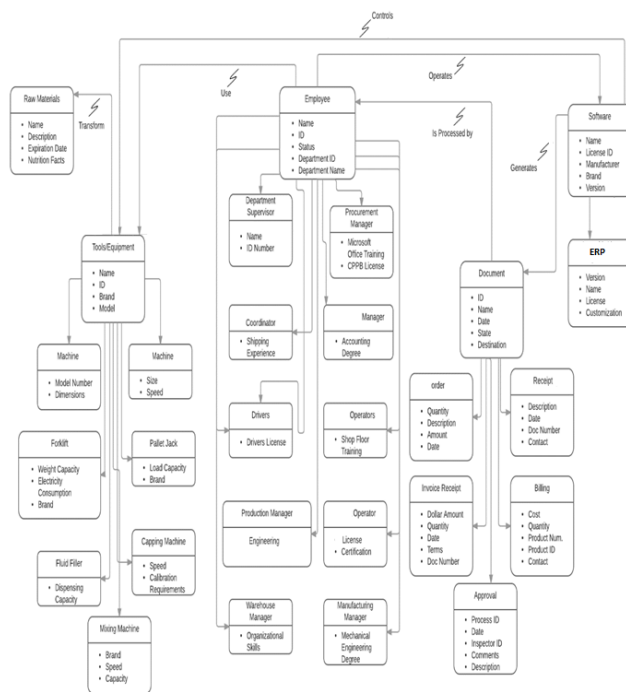 Controls
Operates
Use
Is Processed by
Generates
Transform
Raw Materials
• Name
• Description
• Expiration Date
• Nutrition Facts
Employee
• Name
• ID
• Status
• Department ID
• Department Name
Software
• Name
• License ID
• Manufacturer
• Brand
• Version
Department
Supervisor
• Name
• ID Number
Procurement
Manager
• Microsoft
Office Training
• CPPB License
Tools/Equipment
• Name
• ID
• Brand
• Model
Document
• ID
• Name
• Date
• State
• Destination
ERP
• Version
• Name
• License
• Customization
Coordinator
• Shipping
Experience
Manager
• Accounting
Degree
Machine
• Model Number
• Dimensions
Machine
• Size
• Speed
Drivers
• Drivers License
Operators
• Shop Floor
Training
order
• Quantity
• Description
• Amount
• Date
Receipt
• Description
• Date
• Doc Number
• Contact
Forklift
• Weight Capacity
• Electricity
Consumption
• Brand
Pallet Jack
• Load Capacity
• Brand
Production Manager
Engineering
Operator
License
• Certification
Invoice Receipt
• Dollar Amount
• Quantity
• Date
• Terms
• Doc Number
Billing
• Cost
• Quantity
• Product Num.
• Product ID
• Contact
Fluid Filler
• Dispensing
Capacity
Capping Machine
• Speed
• Calibration
Requirements
Warehouse
Manager
• Organizational
Skills
Manufacturing
Manager
• Mechanical
Engineering
Degree
Approval
• Process ID
• Date
• Inspector ID
• Comments
• Description
Mixing Machine
• Brand
• Speed
• Capacity